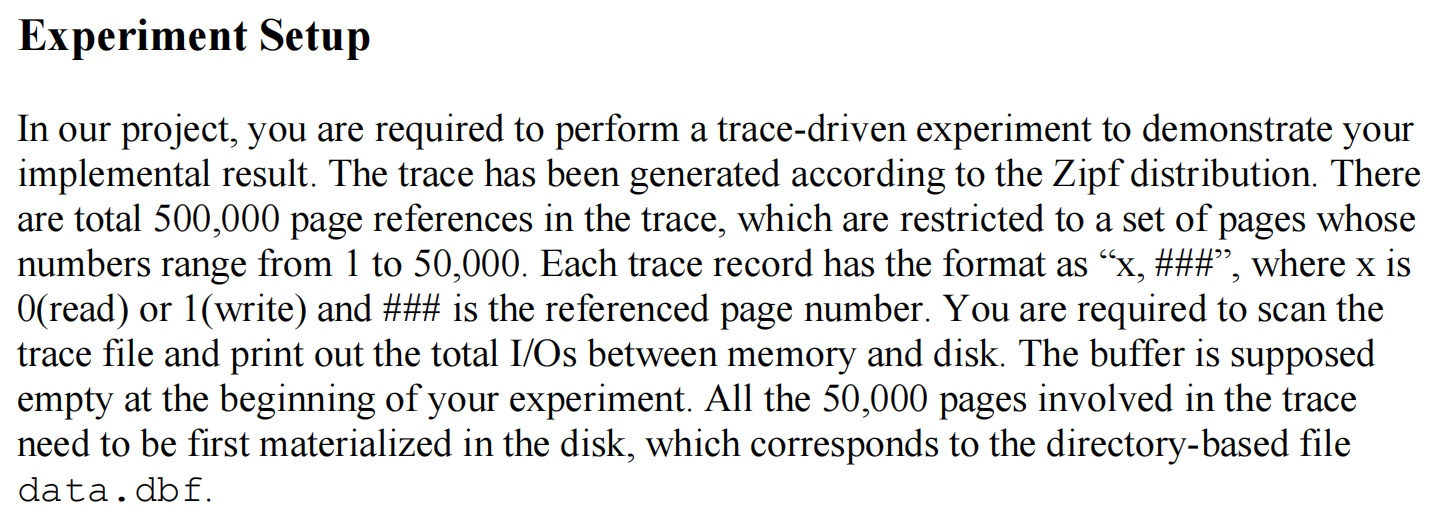 Experiment Setup
In our project, you are required to perform a trace-driven experiment to demonstrate your
implemental result. The trace has been generated according to the Zipf distribution. There
are total 500,000 page references in the trace, which are restricted to a set of pages whose
numbers range from 1 to 50,000. Each trace record has the format as “x, ###”, where x is
0(read) or 1(write) and ### is the referenced page number. You are required to scan the
trace file and print out the total I/Os between memory and disk. The buffer is supposed
empty at the beginning of your experiment. All the 50,000 pages involved in the trace
need to be first materialized in the disk, which corresponds to the directory-based file
data.dbf.